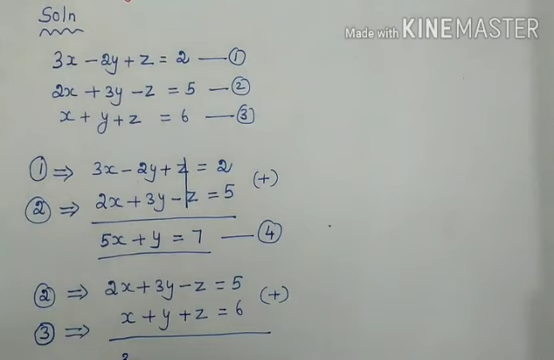 Soln
Made with KINEMASTER
3x - 2y + z = 2 — ①
2x + 3y - z = 5 — ②
x + y + z = 6 — ③
① ⇒ 3x - 2y + z = 2
(+)
② ⇒ 2x + 3y - z = 5
5x + y = 7 — ④
② ⇒ 2x + 3y - z = 5
(+)
③ ⇒ x + y + z = 6